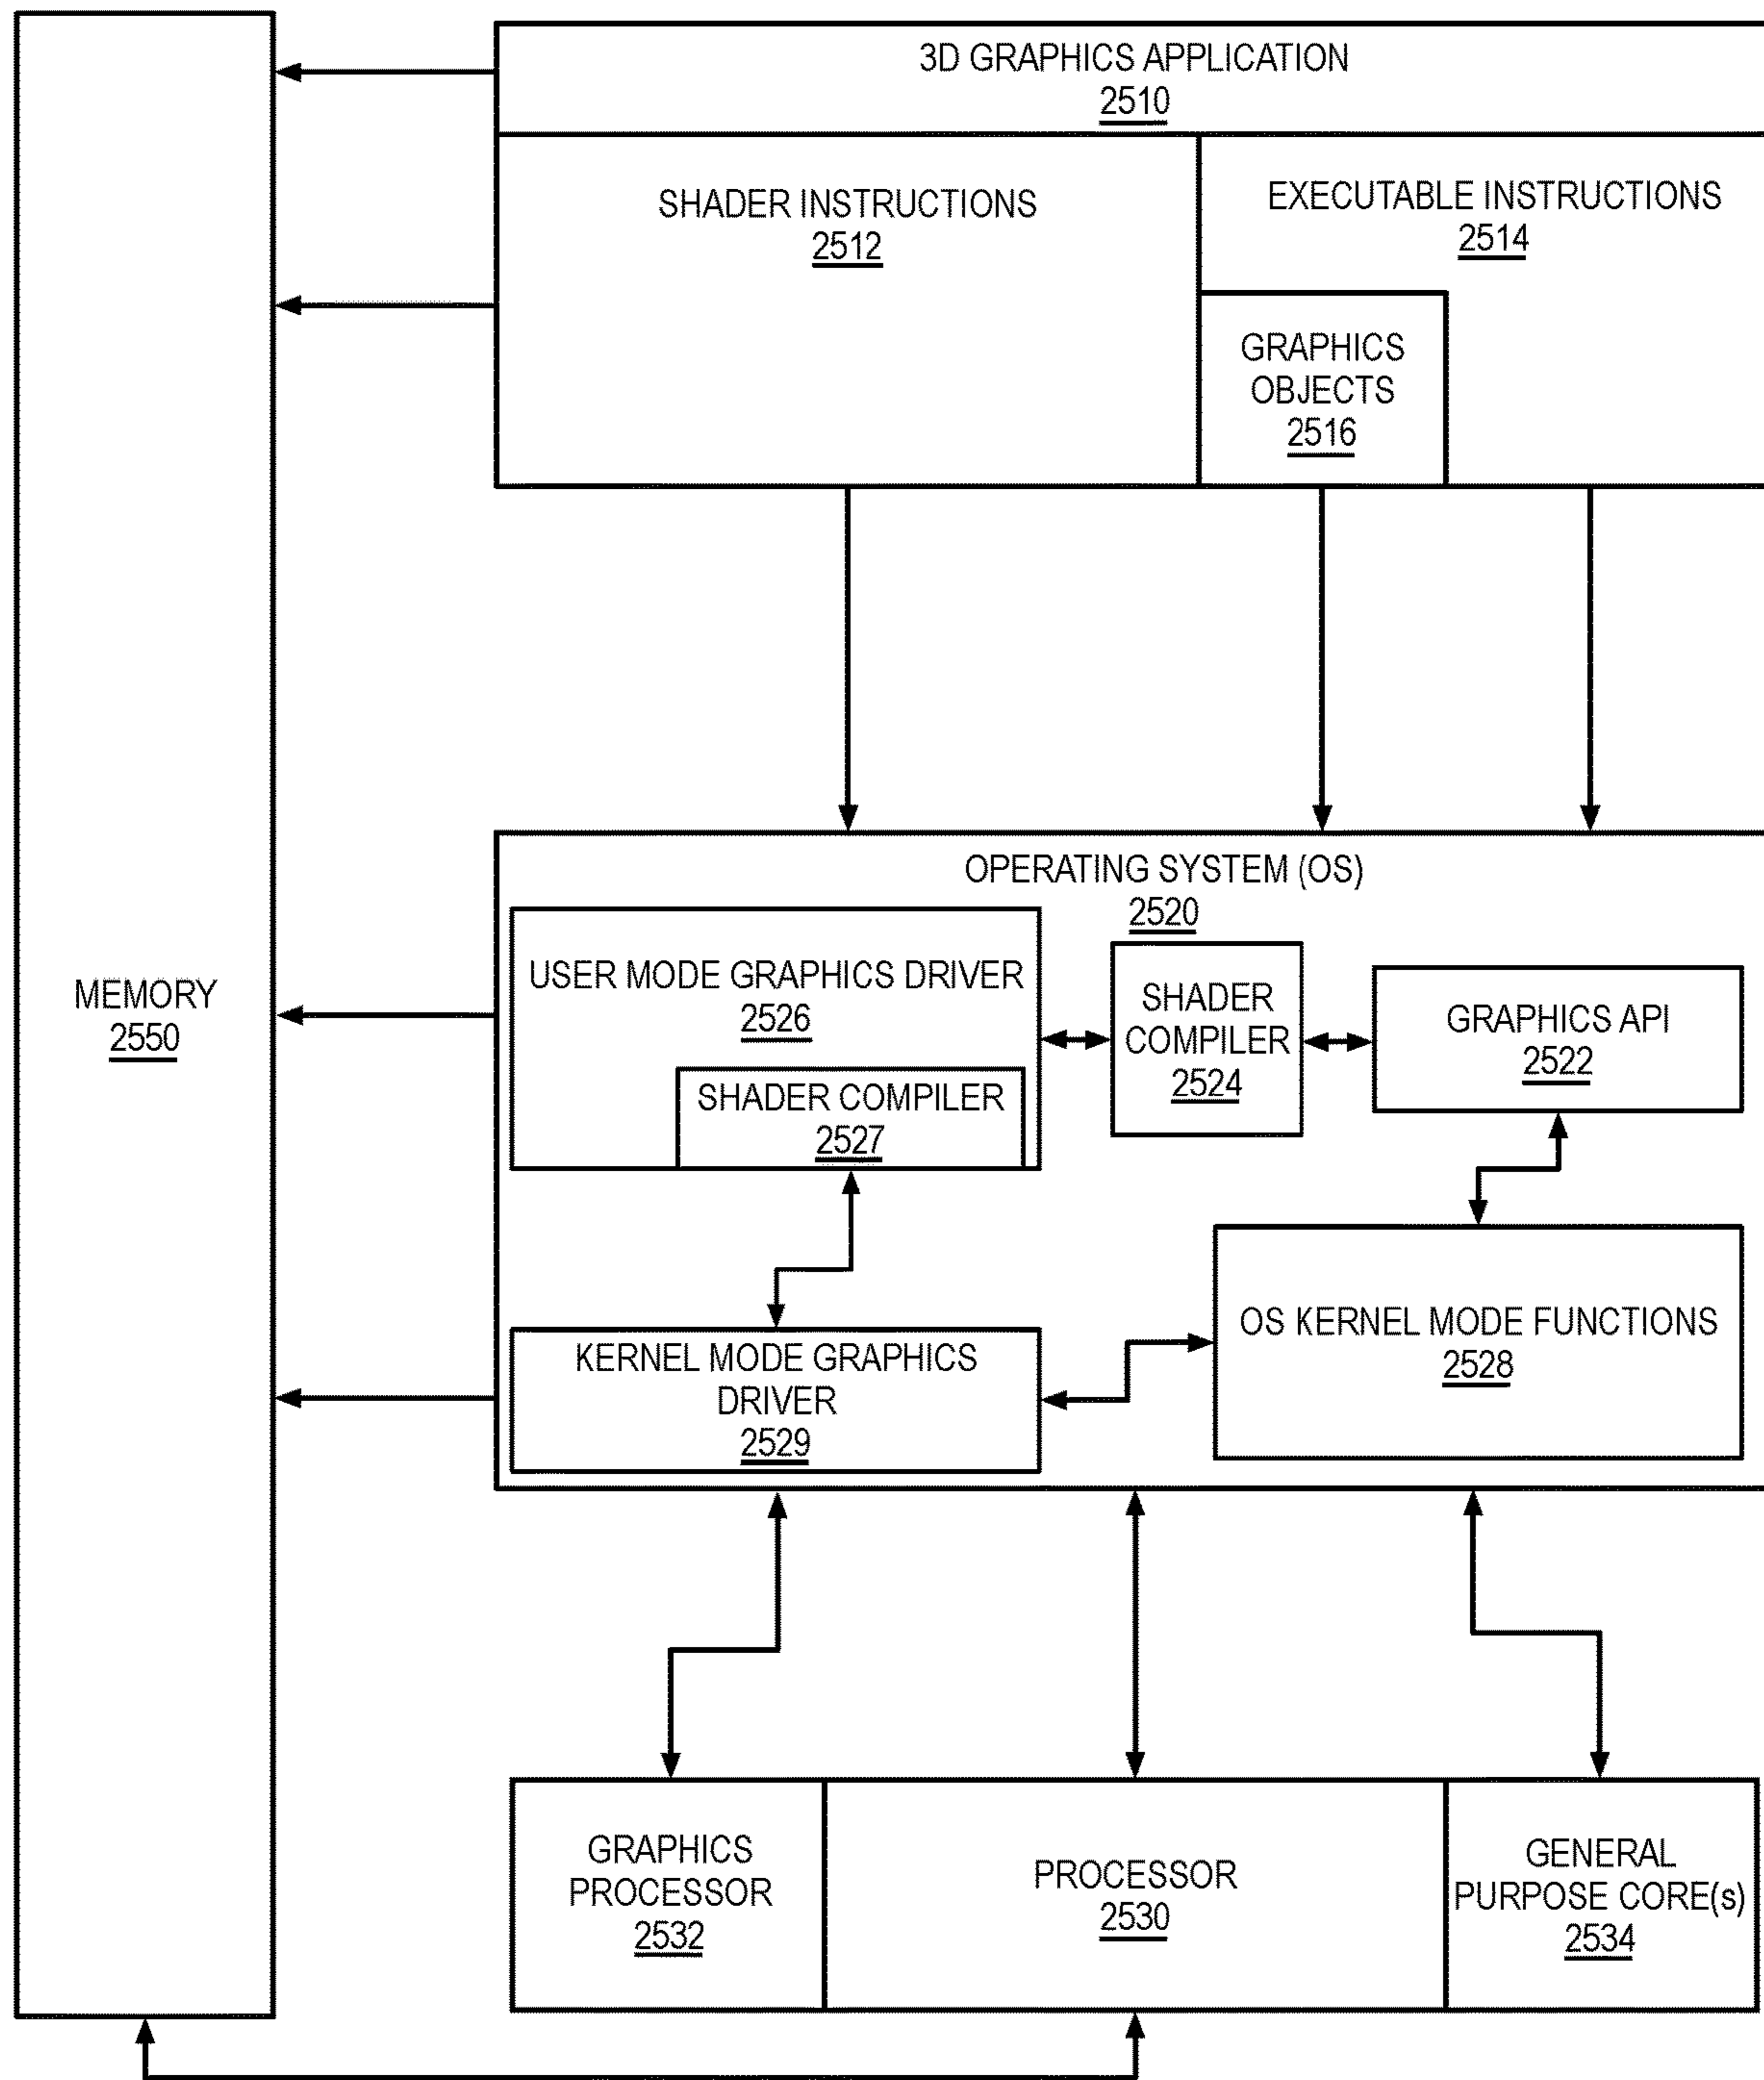 3D GRAPHICS APPLICATION
2510
SHADER INSTRUCTIONS
2512
EXECUTABLE INSTRUCTIONS
2514
GRAPHICS
OBJECTS
2516
MEMORY
2550
OPERATING SYSTEM (OS)
2520
USER MODE GRAPHICS DRIVER
2526
SHADER COMPILER
2527
SHADER
COMPILER
2524
GRAPHICS API
2522
KERNEL MODE GRAPHICS
DRIVER
2529
OS KERNEL MODE FUNCTIONS
2528
GRAPHICS
PROCESSOR
2532
PROCESSOR
2530
GENERAL
PURPOSE CORE(s)
2534